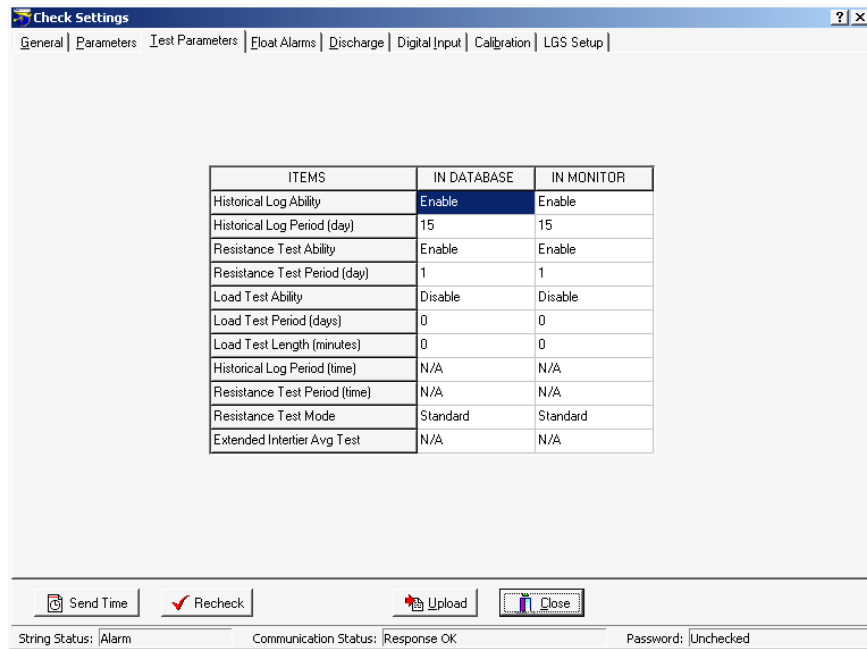 Check Settings
General Parameters Test Parameters Float Alarms Discharge Digital Input Calibration LGS Setup
ITEMS IN DATABASE IN MONITOR
Historical Log Ability Enable Enable
Historical Log Period (day) 15 15
Resistance Test Ability Enable Enable
Resistance Test Period (day) 1 1
Load Test Ability Disable Disable
Load Test Period (days) 0 0
Load Test Length (minutes) 0 0
Historical Log Period (time) N/A N/A
Resistance Test Period (time) N/A N/A
Resistance Test Mode Standard Standard
Extended Intertier Avg Test N/A N/A
Send Time Recheck Upload Close
String Status: Alarm Communication Status: Response OK Password: Unchecked